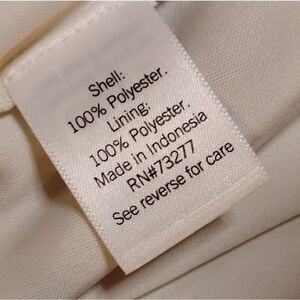 Shell:
100% Polyester.
Lining:
100% Polyester.
Made in Indonesia
RN#73277
See reverse for care